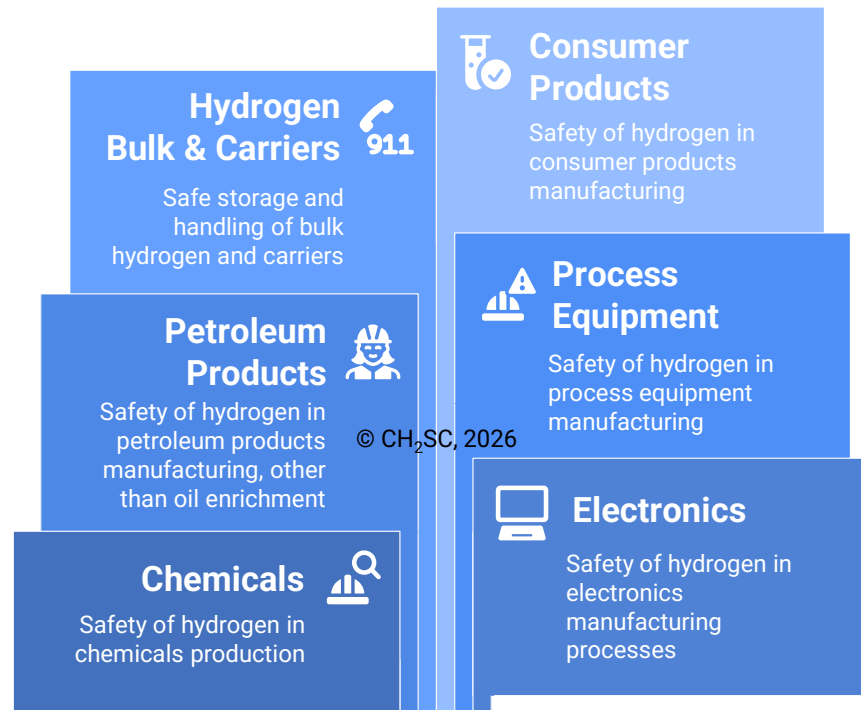 Hydrogen
Bulk & Carriers
911
Safe storage and
handling of bulk
hydrogen and carriers
Consumer
Products
Safety of hydrogen in
consumer products
manufacturing
Petroleum
Products
Safety of hydrogen in
petroleum products
manufacturing, other
than oil enrichment
Process
Equipment
Safety of hydrogen in
process equipment
manufacturing
© CH₂SC, 2026
Chemicals
Safety of hydrogen in
chemicals production
Electronics
Safety of hydrogen in
electronics
manufacturing
processes